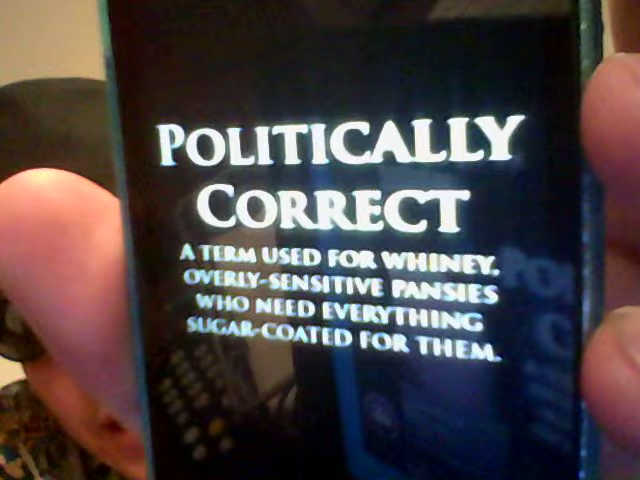 POLITICALLY
CORRECT
A TERM USED FOR WHINEY,
OVERLY-SENSITIVE PANSIES
WHO NEED EVERYTHING
SUGAR-COATED FOR THEM.